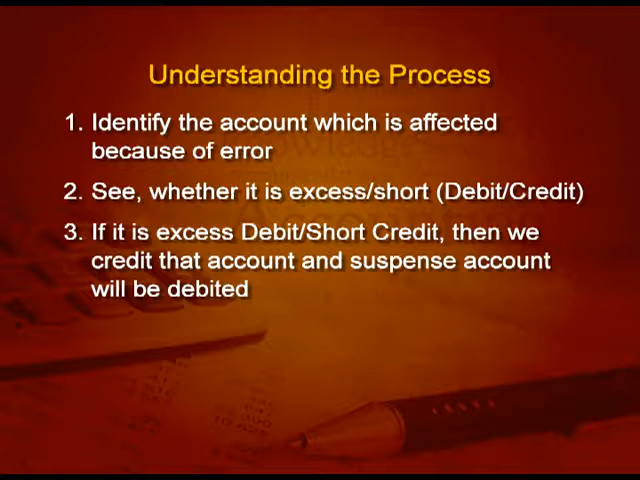 Understanding the Process
1. Identify the account which is affected
because of error
2. See, whether it is excess/short (Debit/Credit)
3. If it is excess Debit/Short Credit, then we
credit that account and suspense account
will be debited